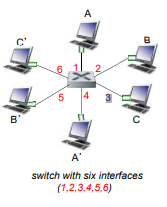 A
C'
B
1
6
2
5
4
3
B'
C
A'
switch with six interfaces
(1,2,3,4,5,6)